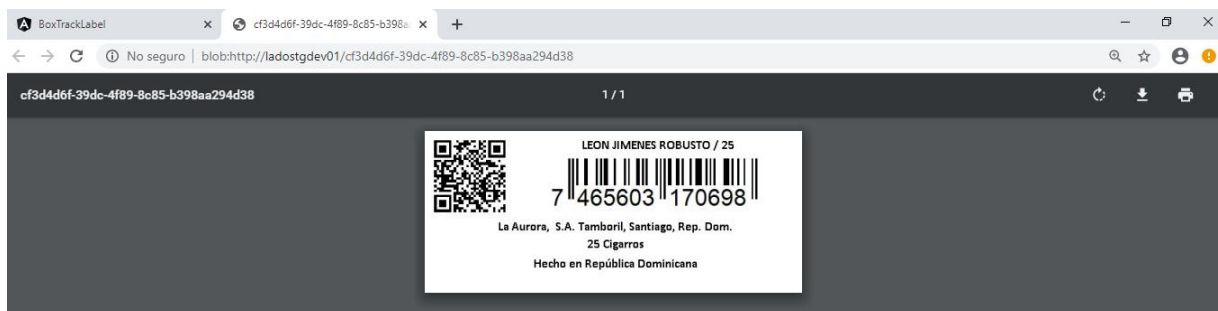 BoxTrackLabel
cf3d4d6f-39dc-4f89-8c85-b398a
No seguro | blob:http://ladostgdev01/cf3d4d6f-39dc-4f89-8c85-b398aa294d38
cf3d4d6f-39dc-4f89-8c85-b398aa294d38 1 / 1
LEON JIMENES ROBUSTO / 25
7 465603 170698
La Aurora, S.A. Tamboril, Santiago, Rep. Dom.
25 Cigarros
Hecho en República Dominicana